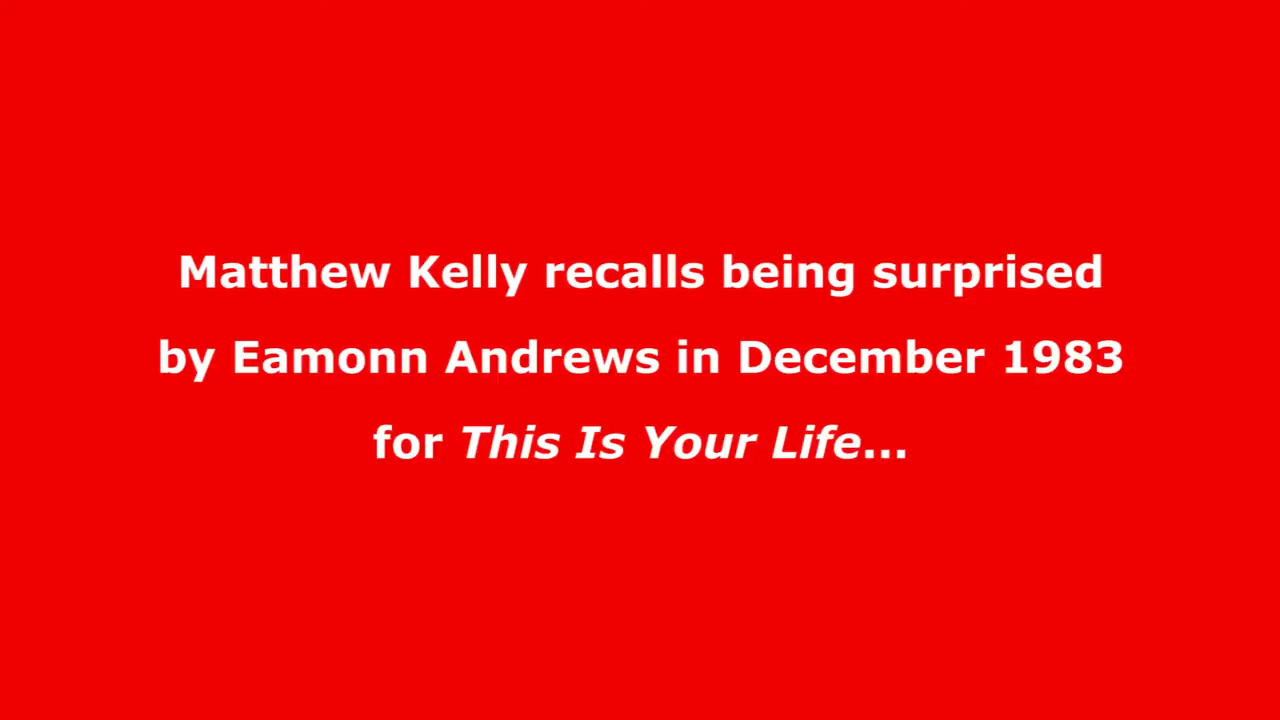 Matthew Kelly recalls being surprised
by Eamonn Andrews in December 1983
for This Is Your Life...